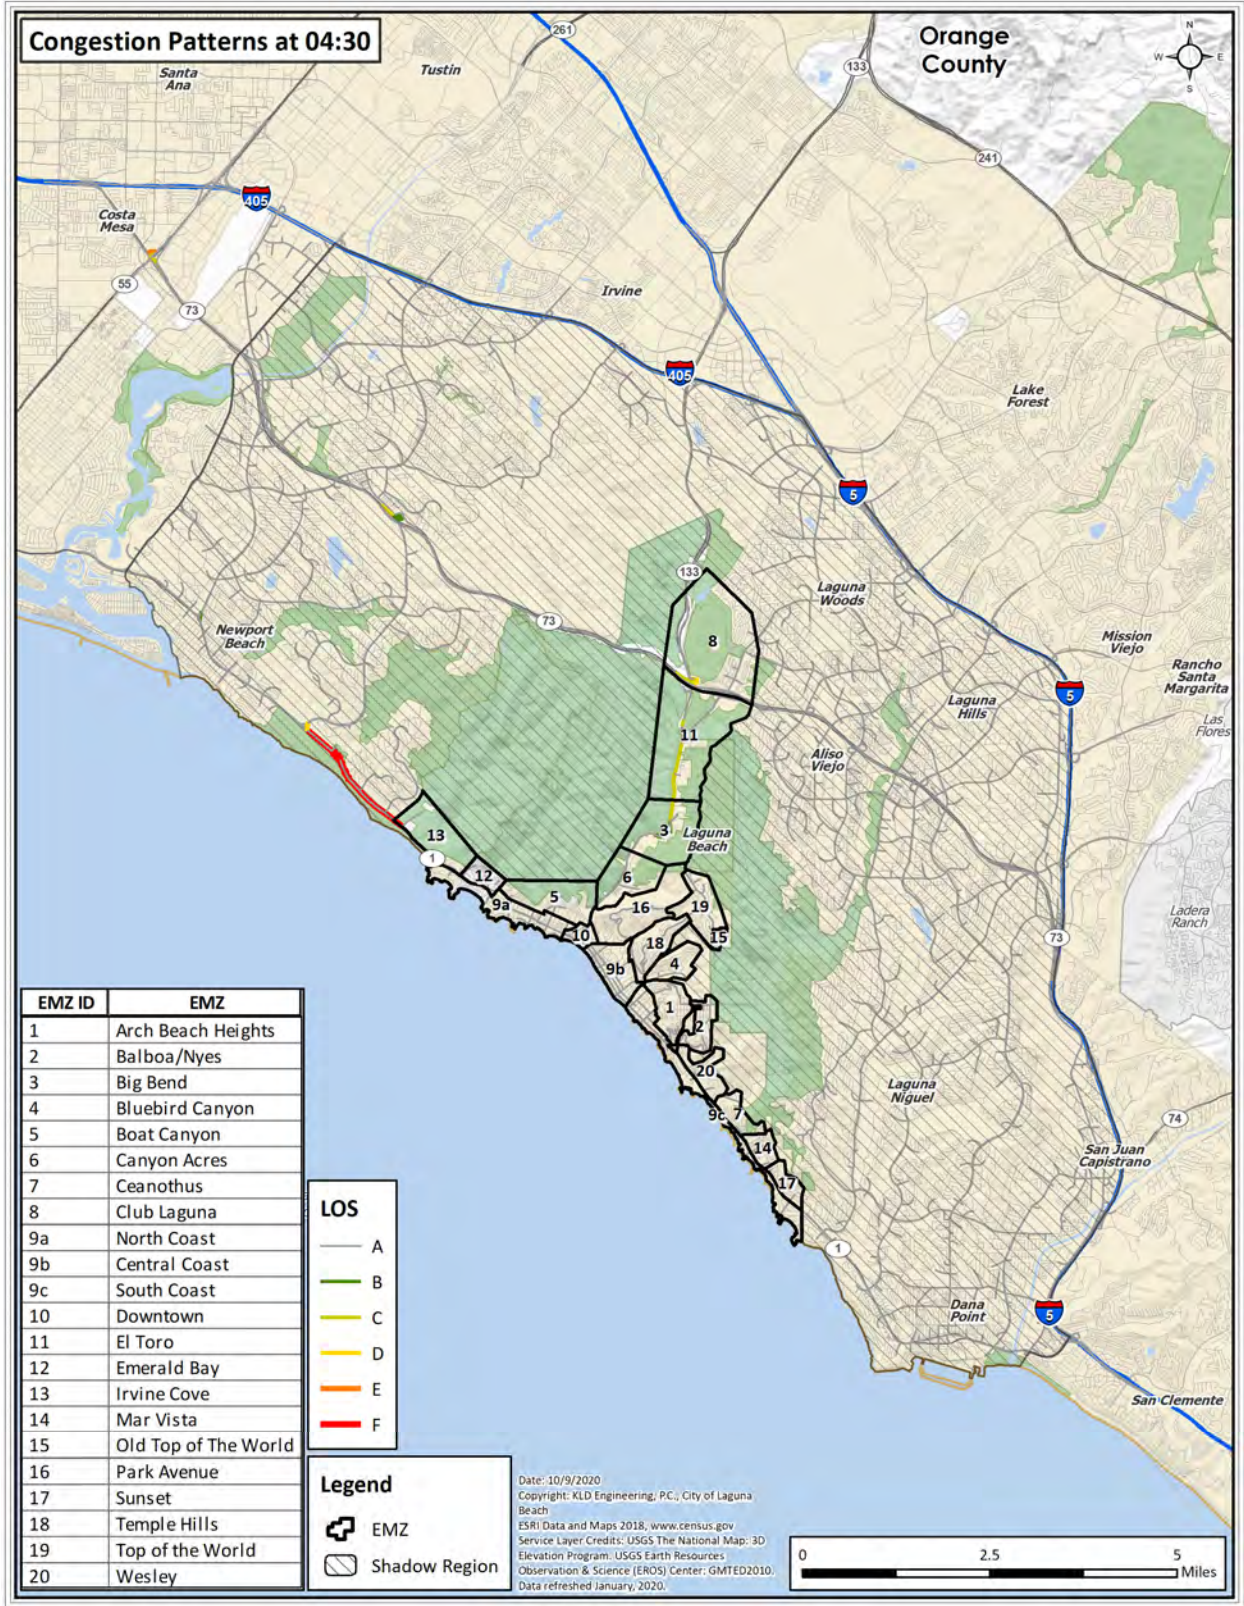 Congestion Patterns at 04:30
Orange
County
N
W
E
S
261
133
241
Santa
Ana
Tustin
405
Costa
Mesa
55
73
Irvine
405
Lake
Forest
5
133
Laguna
Woods
73
Newport
Beach
8
Mission
Viejo
Rancho
Santa
Margarita
5
Laguna
Hills
Las
Flores
11
Aliso
Viejo
13
3
Laguna
Beach
1
12
6
5
9a
16
19
Ladera
Ranch
10
15
18
73
4
9b
1
2
20
Laguna
Niguel
9c
7
74
14
San Juan
Capistrano
17
1
Dana
Point
5
San Clemente
EMZ ID EMZ
1 Arch Beach Heights
2 Balboa/Nyes
3 Big Bend
4 Bluebird Canyon
5 Boat Canyon
6 Canyon Acres
7 Ceanothus
8 Club Laguna
9a North Coast
9b Central Coast
9c South Coast
10 Downtown
11 El Toro
12 Emerald Bay
13 Irvine Cove
14 Mar Vista
15 Old Top of The World
16 Park Avenue
17 Sunset
18 Temple Hills
19 Top of the World
20 Wesley
LOS
A
B
C
D
E
F
Legend
EMZ
Shadow Region
Date: 10/9/2020
Copyright: KLD Engineering, P.C., City of Laguna
Beach
ESRI Data and Maps 2018, www.census.gov
Service Layer Credits: USGS The National Map: 3D
Elevation Program. USGS Earth Resources
Observation & Science (EROS) Center: GMTED2010.
Data refreshed January, 2020.
0 2.5 5
Miles